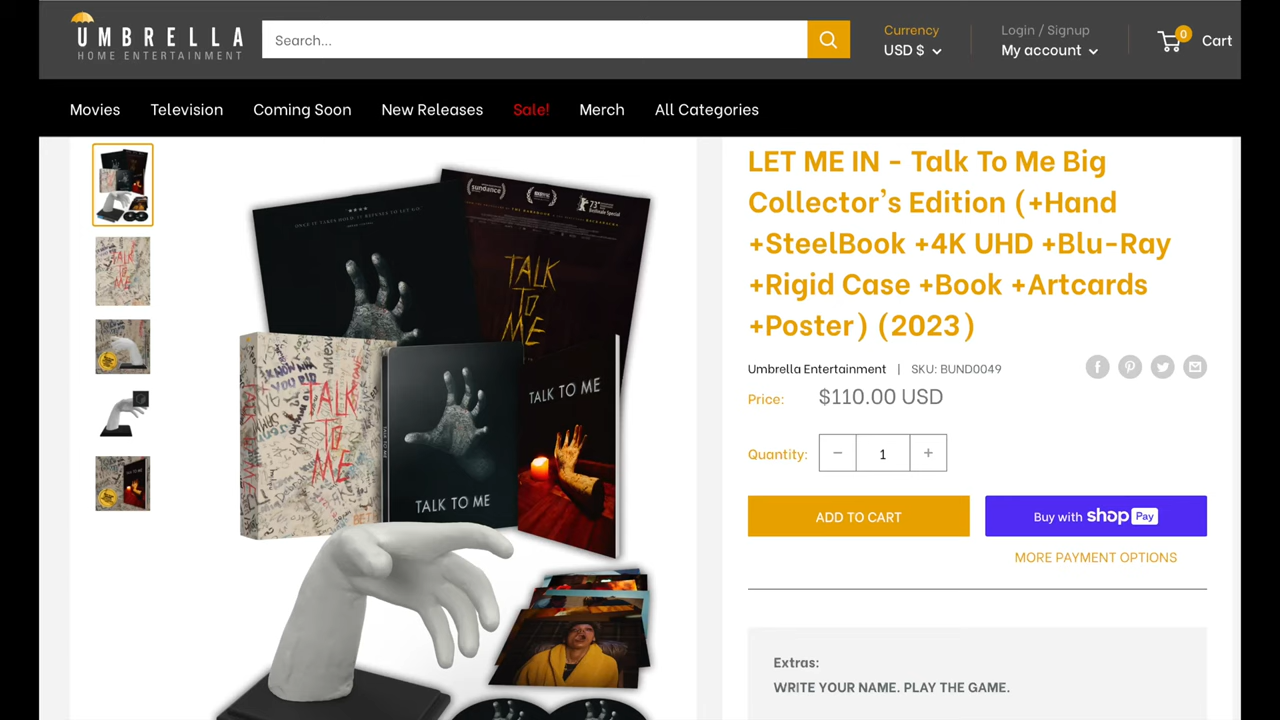 UMBRELLA
HOME ENTERTAINMENT
Search...
Currency
USD $
Login / Signup
My account
0
Cart
Movies
Television
Coming Soon
New Releases
Sale!
Merch
All Categories
LET ME IN - Talk To Me Big
Collector's Edition (+Hand
+SteelBook +4K UHD +Blu-Ray
+Rigid Case +Book +Artcards
+Poster) (2023)
Umbrella Entertainment | SKU: BUND0049
Price: $110.00 USD
Quantity: − 1 +
ADD TO CART
Buy with shop Pay
MORE PAYMENT OPTIONS
Extras:
WRITE YOUR NAME. PLAY THE GAME.
sundance
TALK
TO
ME
TALK
TO
ME
TALK TO ME
TALK TO ME